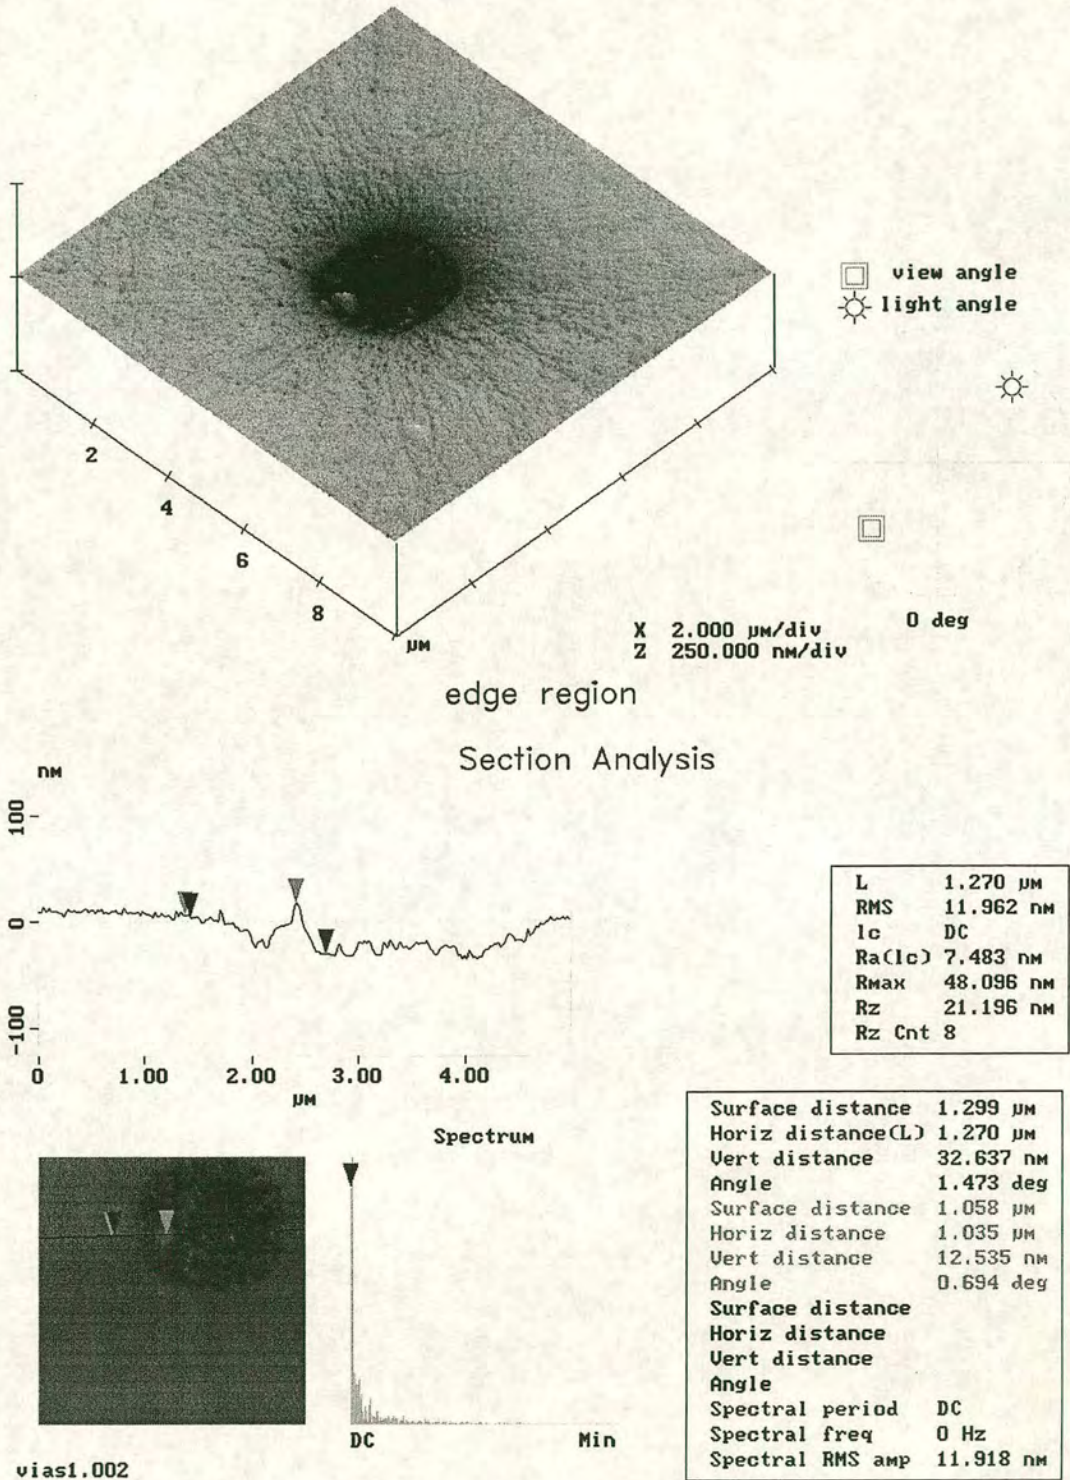 view angle
light angle
2
4
6
8
µM
X 2.000 µM/div
Z 250.000 nM/div
0 deg
edge region
Section Analysis
nM
100
0
-100
0 1.00 2.00 3.00 4.00
µM
L 1.270 µM
RMS 11.962 nM
lc DC
Ra(lc) 7.483 nM
Rmax 48.096 nM
Rz 21.196 nM
Rz Cnt 8
Spectrum
DC Min
Surface distance 1.299 µM
Horiz distance(L) 1.270 µM
Vert distance 32.637 nM
Angle 1.473 deg
Surface distance 1.058 µM
Horiz distance 1.035 µM
Vert distance 12.535 nM
Angle 0.694 deg
Surface distance
Horiz distance
Vert distance
Angle
Spectral period DC
Spectral freq 0 Hz
Spectral RMS amp 11.918 nM
vias1.002